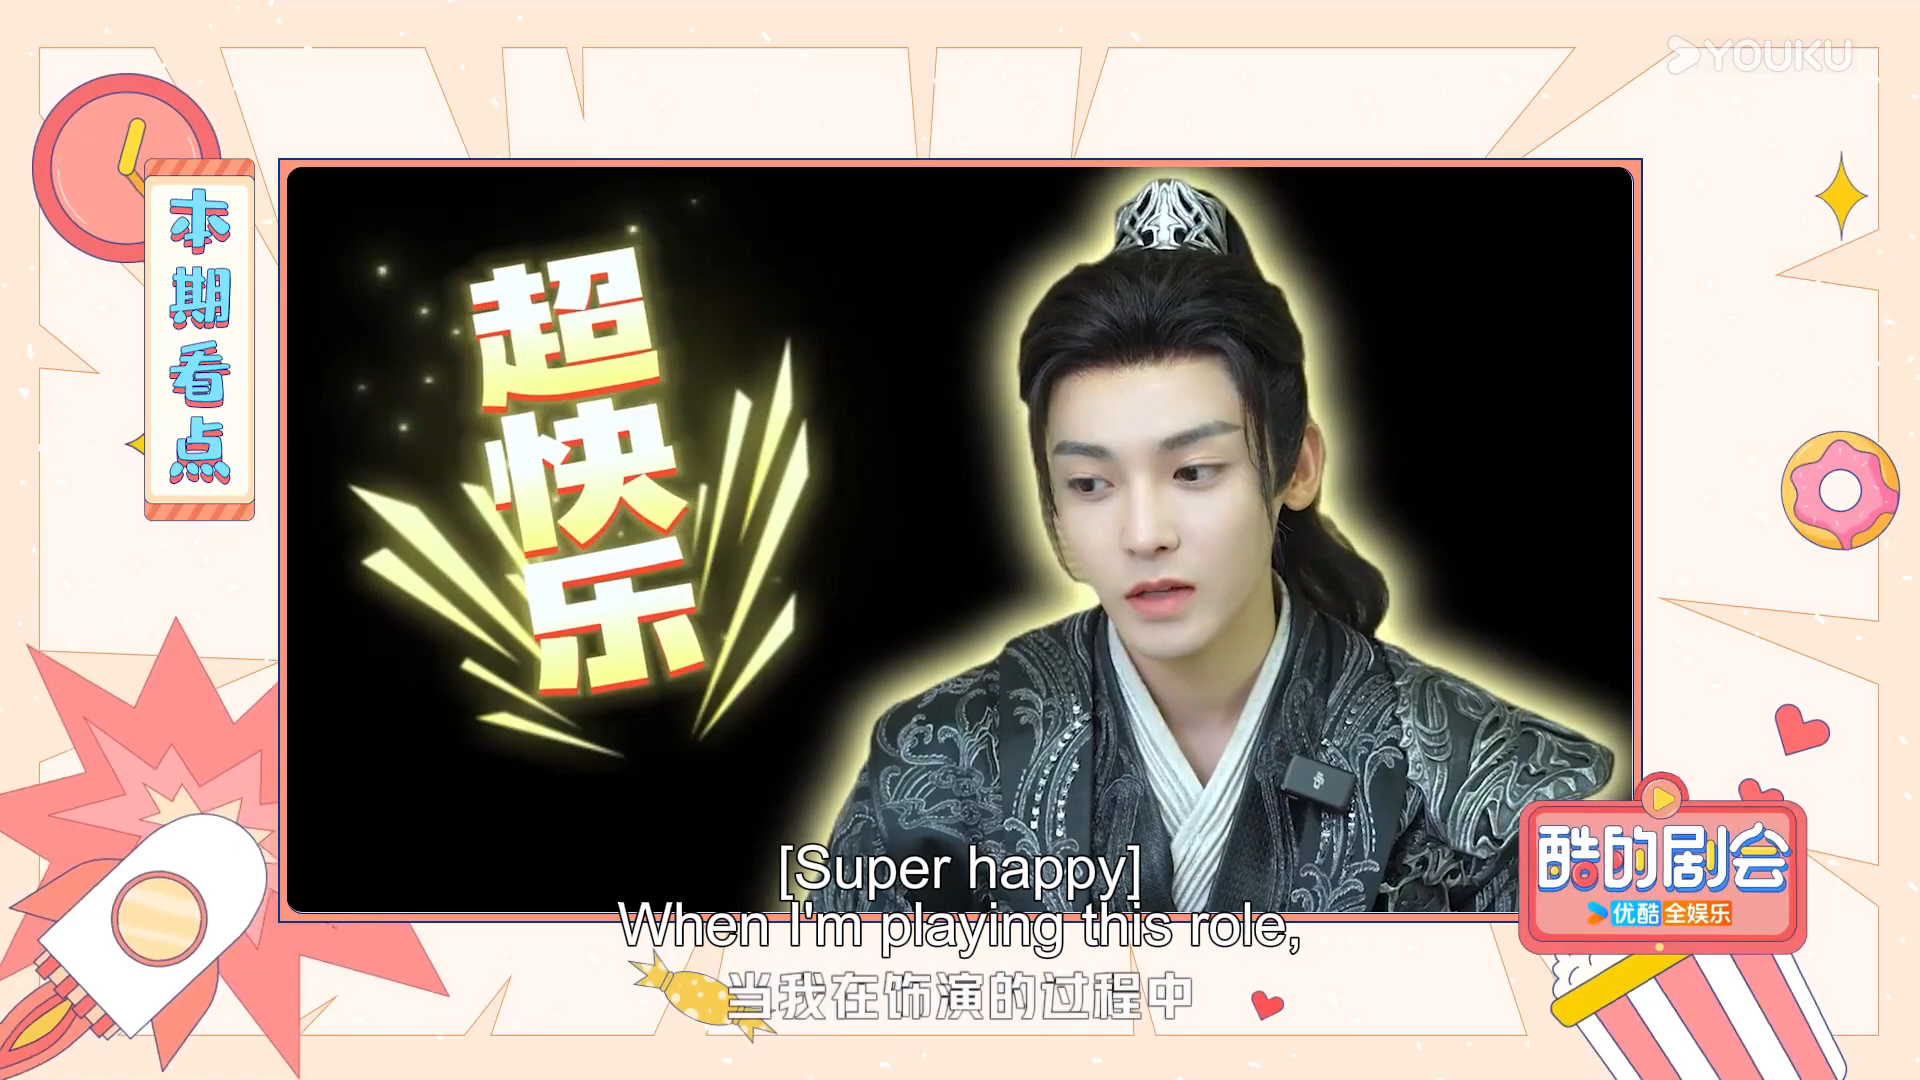 YOUKU
本期看点
超快乐
[Super happy]
When I'm playing this role,
当我在饰演的过程中
酷的剧会
优酷全娱乐